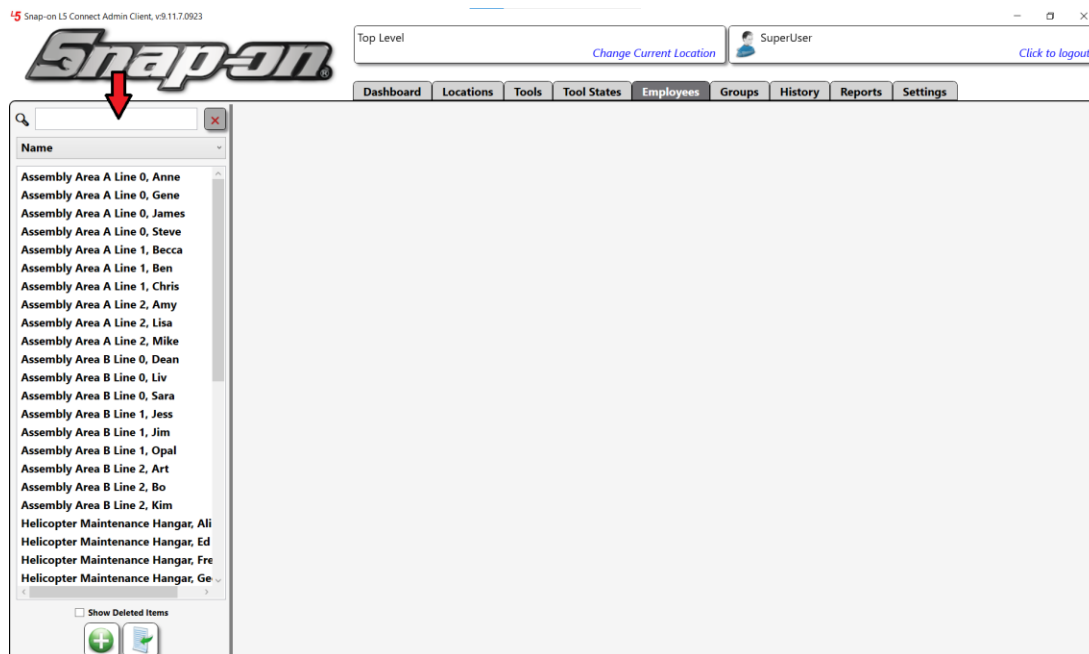 L5 Snap-on L5 Connect Admin Client, v:9.11.7.0923
Snap-on®
Top Level
Change Current Location
SuperUser
Click to logout
Dashboard Locations Tools Tool States Employees Groups History Reports Settings
Name
Assembly Area A Line 0, Anne
Assembly Area A Line 0, Gene
Assembly Area A Line 0, James
Assembly Area A Line 0, Steve
Assembly Area A Line 1, Becca
Assembly Area A Line 1, Ben
Assembly Area A Line 1, Chris
Assembly Area A Line 2, Amy
Assembly Area A Line 2, Lisa
Assembly Area A Line 2, Mike
Assembly Area B Line 0, Dean
Assembly Area B Line 0, Liv
Assembly Area B Line 0, Sara
Assembly Area B Line 1, Jess
Assembly Area B Line 1, Jim
Assembly Area B Line 1, Opal
Assembly Area B Line 2, Art
Assembly Area B Line 2, Bo
Assembly Area B Line 2, Kim
Helicopter Maintenance Hangar, Ali
Helicopter Maintenance Hangar, Ed
Helicopter Maintenance Hangar, Fre
Helicopter Maintenance Hangar, Ge
Show Deleted Items